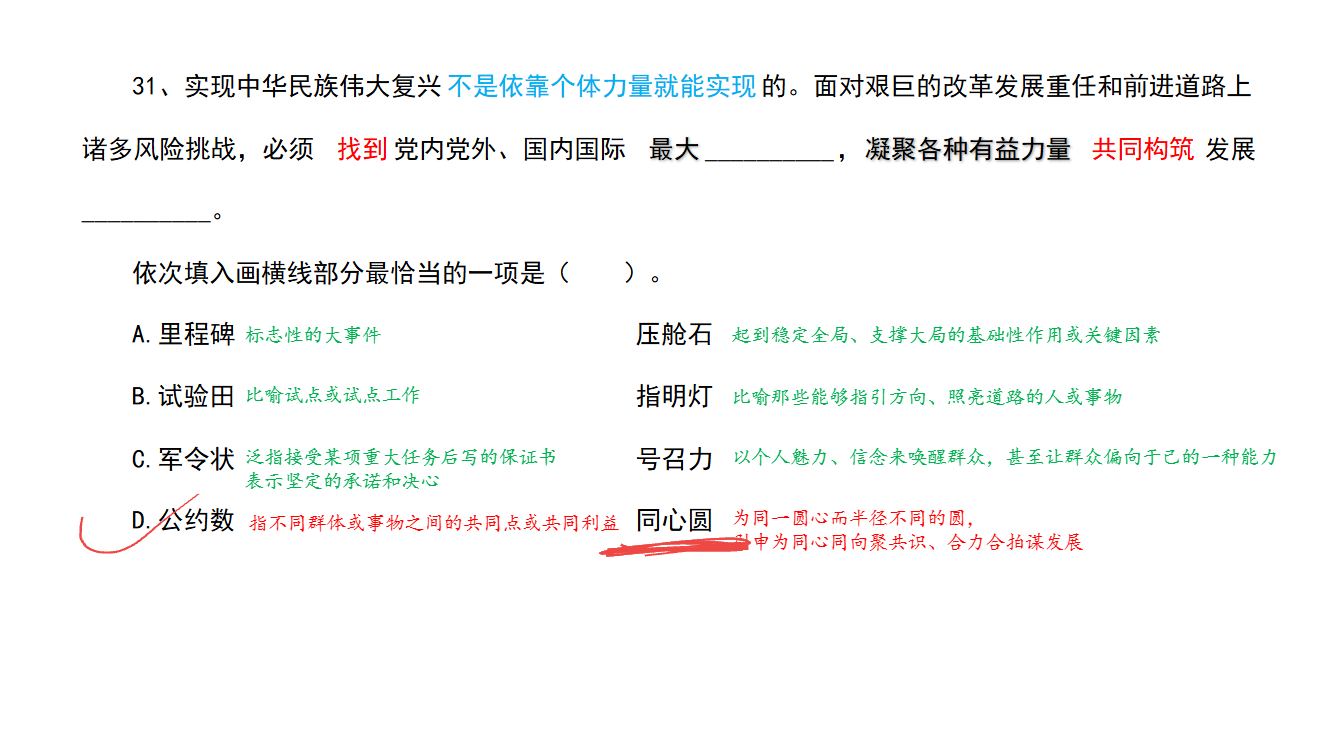 31、实现中华民族伟大复兴 不是依靠个体力量就能实现 的。面对艰巨的改革发展重任和前进道路上
诸多风险挑战，必须 找到 党内党外、国内国际 最大 __________，凝聚各种有益力量 共同构筑 发展
__________。
依次填入画横线部分最恰当的一项是（ ）。
A.里程碑 标志性的大事件 压舱石 起到稳定全局、支撑大局的基础性作用或关键因素
B.试验田 比喻试点或试点工作 指明灯 比喻那些能够指引方向、照亮道路的人或事物
C.军令状 泛指接受某项重大任务后写的保证书 号召力 以个人魅力、信念来唤醒群众，甚至让群众偏向于己的一种能力
表示坚定的承诺和决心
D.公约数 指不同群体或事物之间的共同点或共同利益 同心圆 为同一圆心而半径不同的圆，
引申为同心同向聚共识、合力合拍谋发展